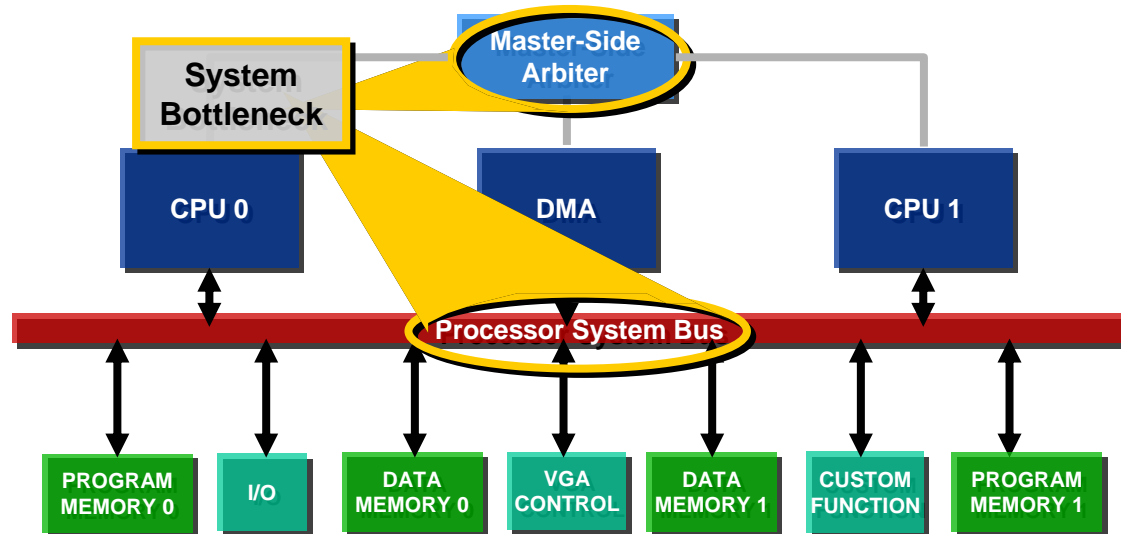 Master-Side
Arbiter
System
Bottleneck
CPU 0
DMA
CPU 1
Processor System Bus
PROGRAM
MEMORY 0
I/O
DATA
MEMORY 0
VGA
CONTROL
DATA
MEMORY 1
CUSTOM
FUNCTION
PROGRAM
MEMORY 1